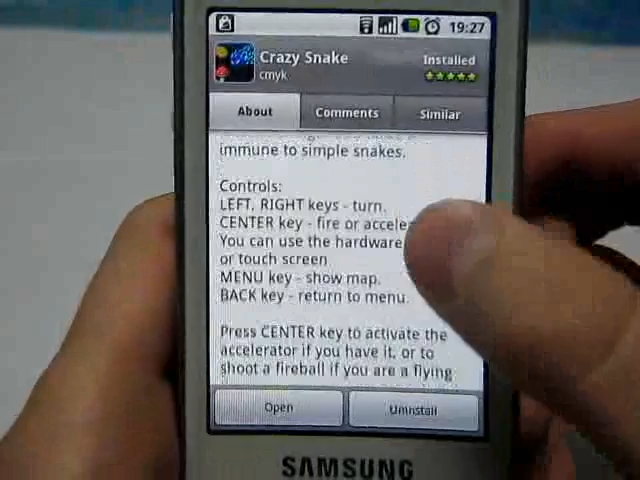 19:27
Crazy Snake
Installed
cmyk
About
Comments
Similar
immune to simple snakes.
Controls:
LEFT, RIGHT keys - turn.
CENTER key - fire or accele
You can use the hardware
or touch screen
MENU key - show map.
BACK key - return to menu.
Press CENTER key to activate the
accelerator if you have it, or to
shoot a fireball if you are a flying
Open
Uninstall
SAMSUNG